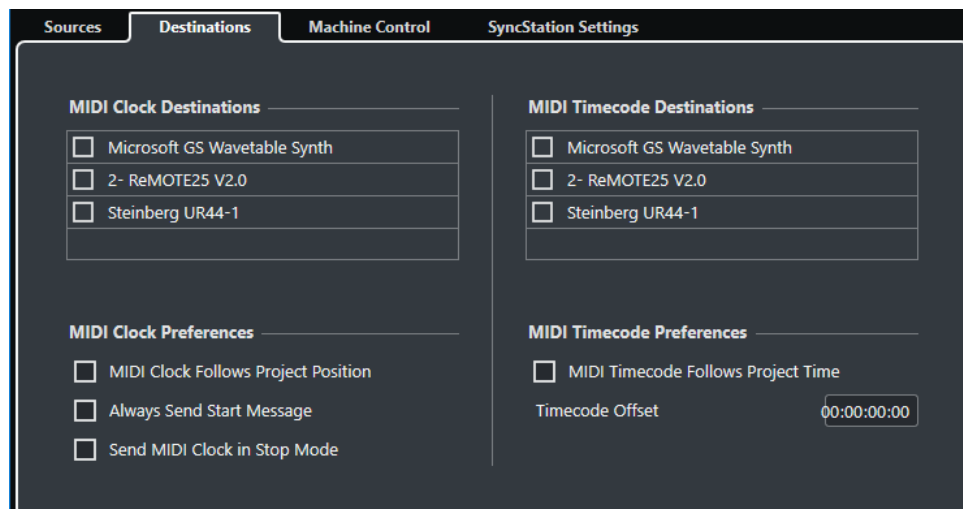 Sources Destinations Machine Control SyncStation Settings
MIDI Clock Destinations
Microsoft GS Wavetable Synth
2- ReMOTE25 V2.0
Steinberg UR44-1
MIDI Timecode Destinations
Microsoft GS Wavetable Synth
2- ReMOTE25 V2.0
Steinberg UR44-1
MIDI Clock Preferences
MIDI Clock Follows Project Position
Always Send Start Message
Send MIDI Clock in Stop Mode
MIDI Timecode Preferences
MIDI Timecode Follows Project Time
Timecode Offset 00:00:00:00